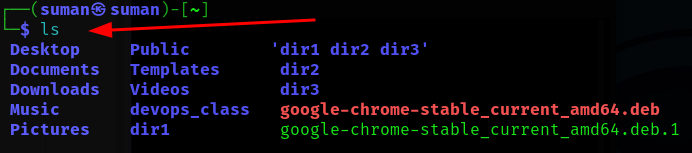 ┌──(suman㉿suman)-[~]
└─$ ls
Desktop Public 'dir1 dir2 dir3'
Documents Templates dir2
Downloads Videos dir3
Music devops_class google-chrome-stable_current_amd64.deb
Pictures dir1 google-chrome-stable_current_amd64.deb.1